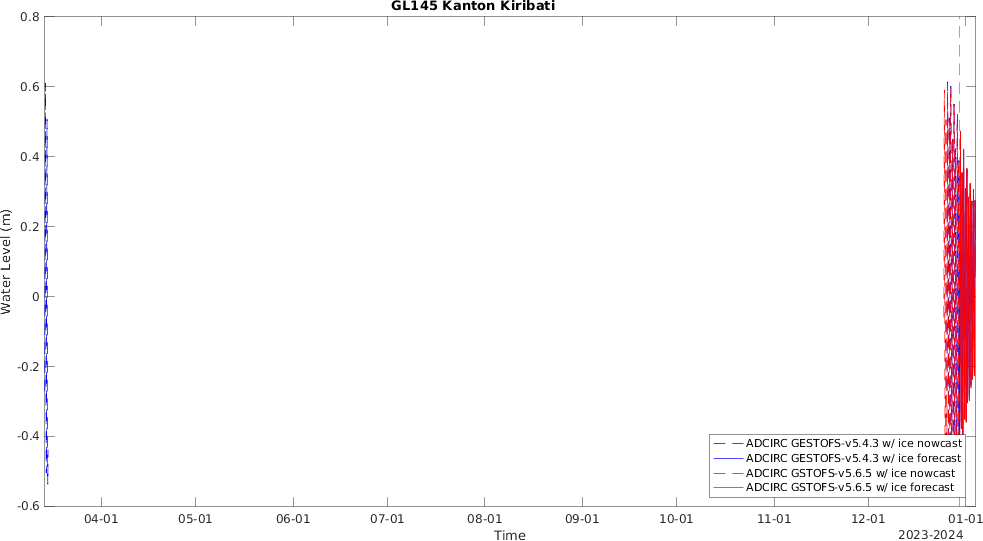 GL145 Kanton Kiribati
0.8
0.6
0.4
0.2
0
-0.2
-0.4
-0.6
Water Level (m)
04-01 05-01 06-01 07-01 08-01 09-01 10-01 11-01 12-01 01-01
Time
2023-2024
ADCIRC GESTOFS-v5.4.3 w/ ice nowcast
ADCIRC GESTOFS-v5.4.3 w/ ice forecast
ADCIRC GSTOFS-v5.6.5 w/ ice nowcast
ADCIRC GSTOFS-v5.6.5 w/ ice forecast